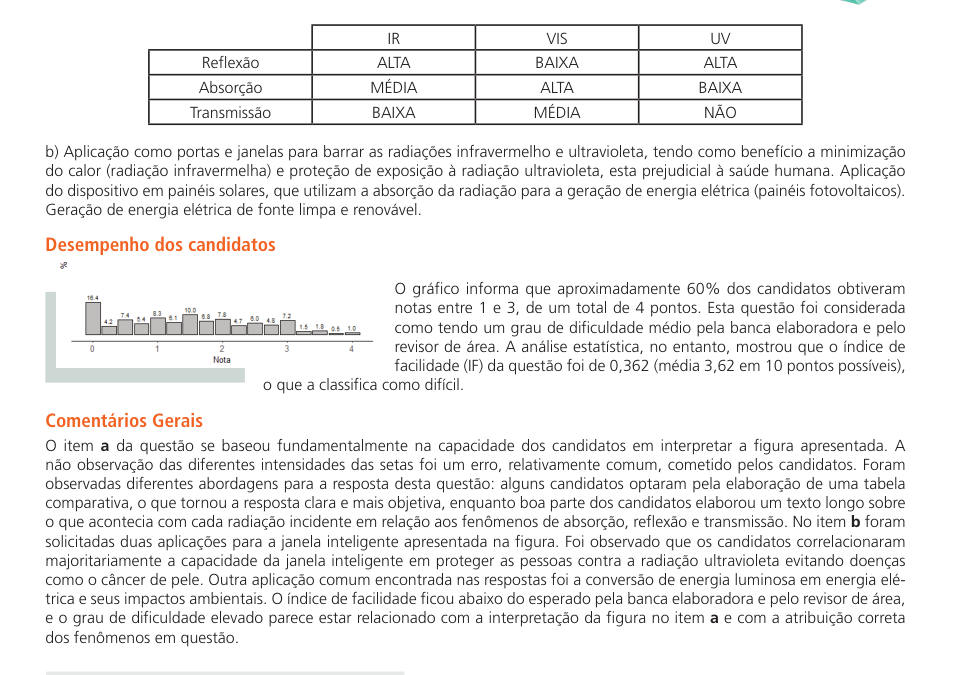 IR VIS UV
Reflexão ALTA BAIXA ALTA
Absorção MÉDIA ALTA BAIXA
Transmissão BAIXA MÉDIA NÃO
b) Aplicação como portas e janelas para barrar as radiações infravermelho e ultravioleta, tendo como benefício a minimização
do calor (radiação infravermelha) e proteção de exposição à radiação ultravioleta, esta prejudicial à saúde humana. Aplicação
do dispositivo em painéis solares, que utilizam a absorção da radiação para a geração de energia elétrica (painéis fotovoltaicos).
Geração de energia elétrica de fonte limpa e renovável.
Desempenho dos candidatos
%
16.4 4.2 7.4 5.4 8.3 6.1 10.0 6.8 7.8 4.7 6.0 4.8 7.2 1.5 1.8 0.5 1.0
0 1 2 3 4
Nota
O gráfico informa que aproximadamente 60% dos candidatos obtiveram
notas entre 1 e 3, de um total de 4 pontos. Esta questão foi considerada
como tendo um grau de dificuldade médio pela banca elaboradora e pelo
revisor de área. A análise estatística, no entanto, mostrou que o índice de
facilidade (IF) da questão foi de 0,362 (média 3,62 em 10 pontos possíveis),
o que a classifica como difícil.
Comentários Gerais
O item a da questão se baseou fundamentalmente na capacidade dos candidatos em interpretar a figura apresentada. A
não observação das diferentes intensidades das setas foi um erro, relativamente comum, cometido pelos candidatos. Foram
observadas diferentes abordagens para a resposta desta questão: alguns candidatos optaram pela elaboração de uma tabela
comparativa, o que tornou a resposta clara e mais objetiva, enquanto boa parte dos candidatos elaborou um texto longo sobre
o que acontecia com cada radiação incidente em relação aos fenômenos de absorção, reflexão e transmissão. No item b foram
solicitadas duas aplicações para a janela inteligente apresentada na figura. Foi observado que os candidatos correlacionaram
majoritariamente a capacidade da janela inteligente em proteger as pessoas contra a radiação ultravioleta evitando doenças
como o câncer de pele. Outra aplicação comum encontrada nas respostas foi a conversão de energia luminosa em energia elé-
trica e seus impactos ambientais. O índice de facilidade ficou abaixo do esperado pela banca elaboradora e pelo revisor de área,
e o grau de dificuldade elevado parece estar relacionado com a interpretação da figura no item a e com a atribuição correta
dos fenômenos em questão.